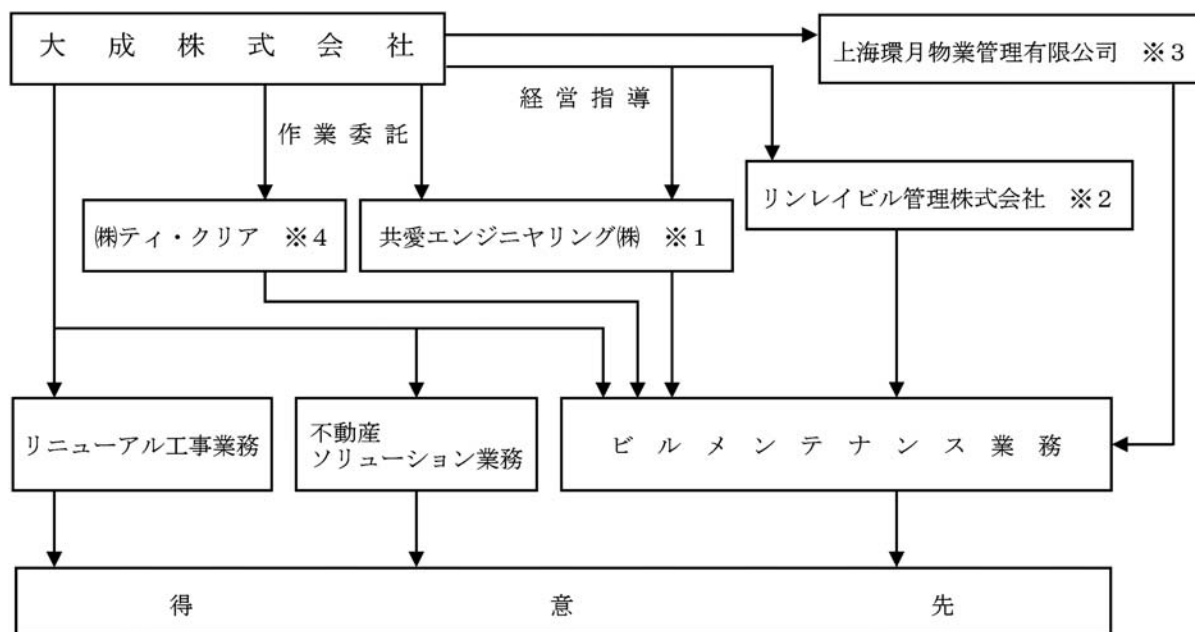 大成株式会社
上海環月物業管理有限公司 ※3
経営指導
作業委託
リンレイビル管理株式会社 ※2
㈱ティ・クリア ※4
共愛エンジニヤリング㈱ ※1
リニューアル工事業務
不動産
ソリューション業務
ビルメンテナンス業務
得意先